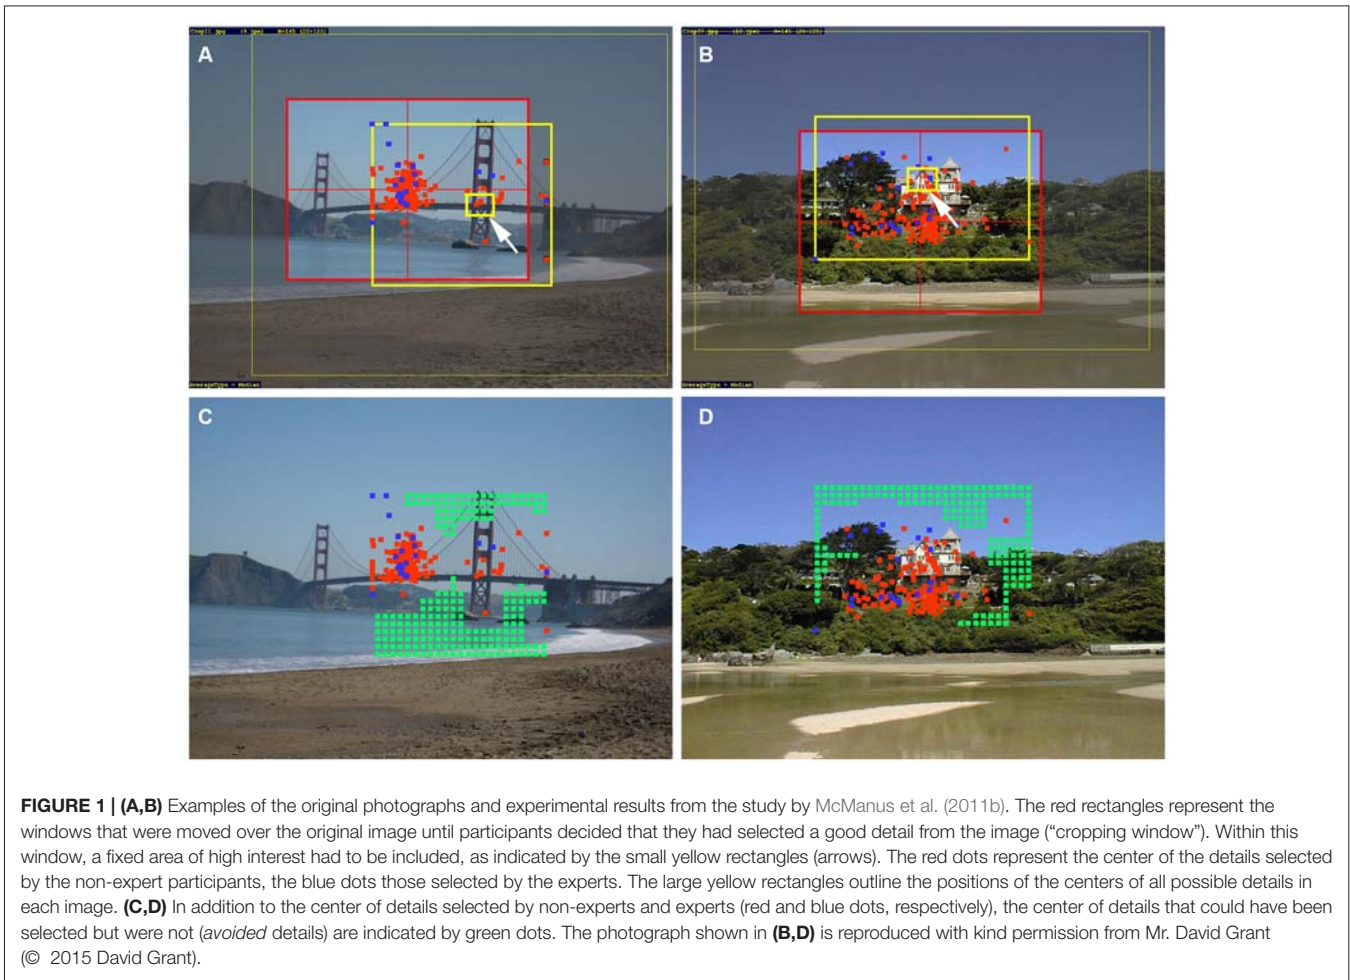 A
B
C
D
FIGURE 1 | (A,B) Examples of the original photographs and experimental results from the study by McManus et al. (2011b). The red rectangles represent the
windows that were moved over the original image until participants decided that they had selected a good detail from the image (“cropping window”). Within this
window, a fixed area of high interest had to be included, as indicated by the small yellow rectangles (arrows). The red dots represent the center of the details selected
by the non-expert participants, the blue dots those selected by the experts. The large yellow rectangles outline the positions of the centers of all possible details in
each image. (C,D) In addition to the center of details selected by non-experts and experts (red and blue dots, respectively), the center of details that could have been
selected but were not (avoided details) are indicated by green dots. The photograph shown in (B,D) is reproduced with kind permission from Mr. David Grant
(© 2015 David Grant).